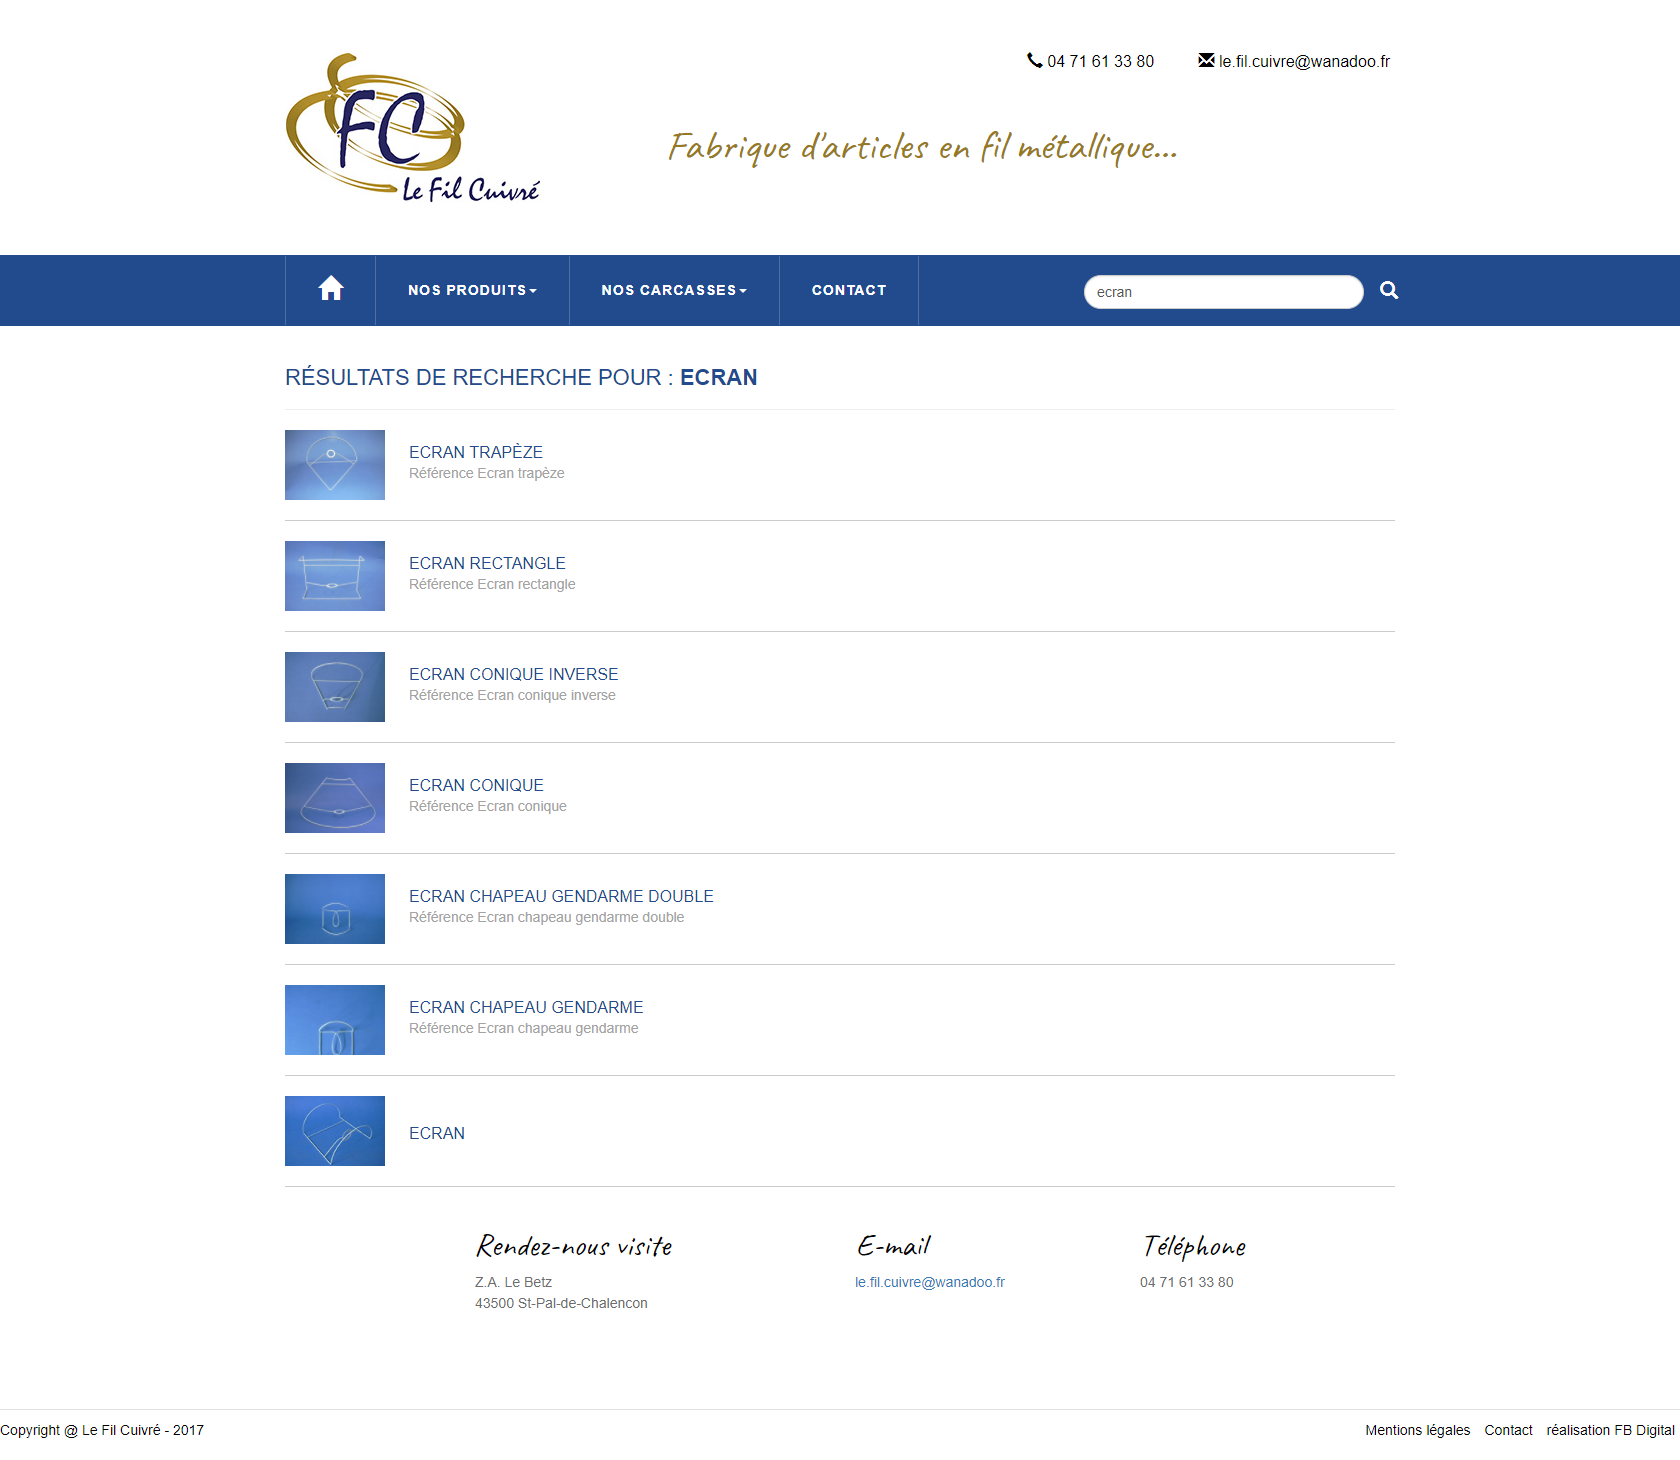 FC
Le Fil Cuivré
04 71 61 33 80
le.fil.cuivre@wanadoo.fr
Fabrique d'articles en fil métallique...
NOS PRODUITS
NOS CARCASSES
CONTACT
ecran
RÉSULTATS DE RECHERCHE POUR : ECRAN
ECRAN TRAPÈZE
Référence Ecran trapèze
ECRAN RECTANGLE
Référence Ecran rectangle
ECRAN CONIQUE INVERSE
Référence Ecran conique inverse
ECRAN CONIQUE
Référence Ecran conique
ECRAN CHAPEAU GENDARME DOUBLE
Référence Ecran chapeau gendarme double
ECRAN CHAPEAU GENDARME
Référence Ecran chapeau gendarme
ECRAN
Rendez-nous visite
Z.A. Le Betz
43500 St-Pal-de-Chalencon
E-mail
le.fil.cuivre@wanadoo.fr
Téléphone
04 71 61 33 80
Copyright @ Le Fil Cuivré - 2017
Mentions légales
Contact
réalisation FB Digital